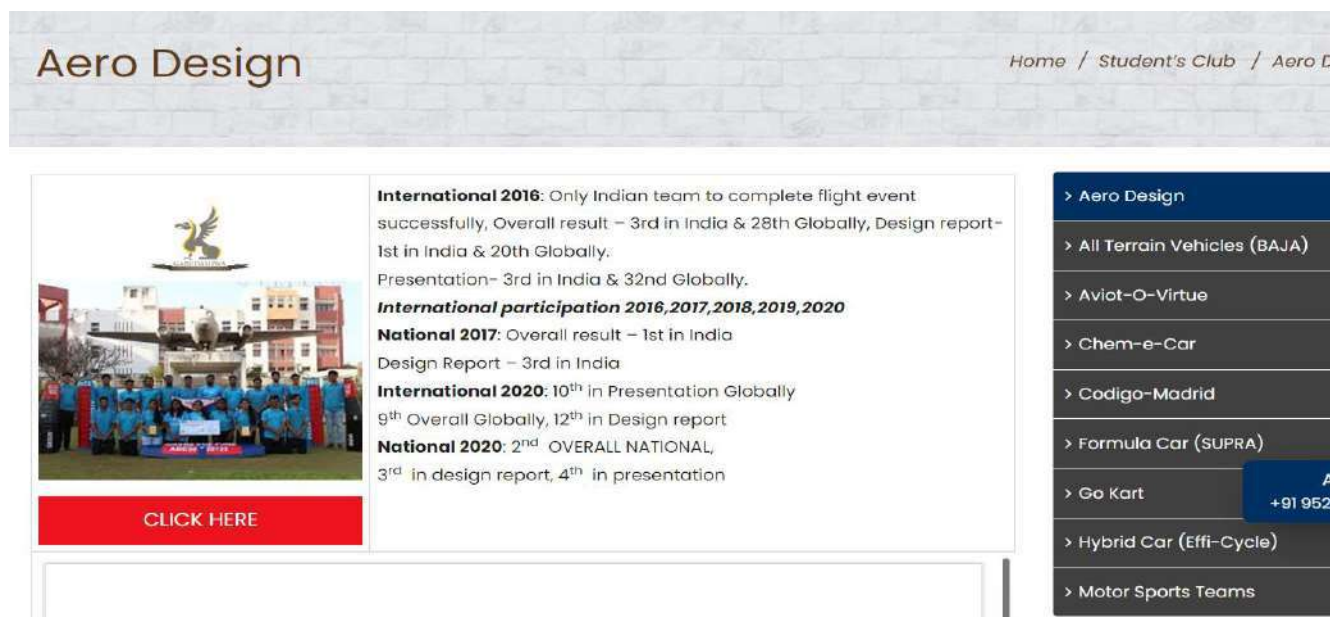 Aero Design
Home / Student's Club / Aero D
International 2016: Only Indian team to complete flight event
successfully, Overall result – 3rd in India & 28th Globally, Design report-
1st in India & 20th Globally.
Presentation- 3rd in India & 32nd Globally.
International participation 2016,2017,2018,2019,2020
National 2017: Overall result – 1st in India
Design Report – 3rd in India
International 2020: 10th in Presentation Globally
9th Overall Globally, 12th in Design report
National 2020: 2nd OVERALL NATIONAL,
3rd in design report, 4th in presentation
CLICK HERE
> Aero Design
> All Terrain Vehicles (BAJA)
> Aviot-O-Virtue
> Chem-e-Car
> Codigo-Madrid
> Formula Car (SUPRA)
> Go Kart
A
+91 952
> Hybrid Car (Effi-Cycle)
> Motor Sports Teams